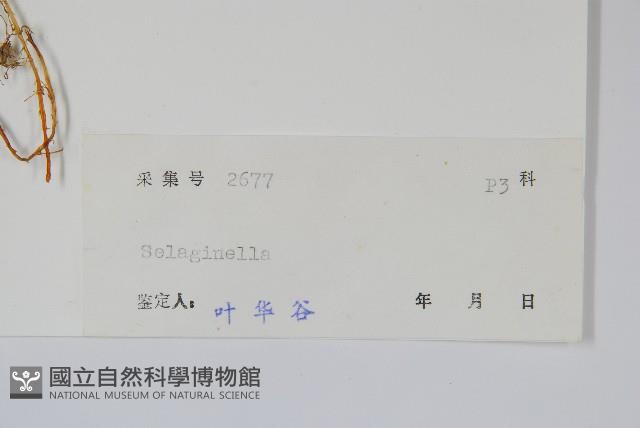 采集号 2677 P3 科
Selaginella
鉴定人： 叶华谷 年 月 日
國立自然科學博物館
NATIONAL MUSEUM OF NATURAL SCIENCE